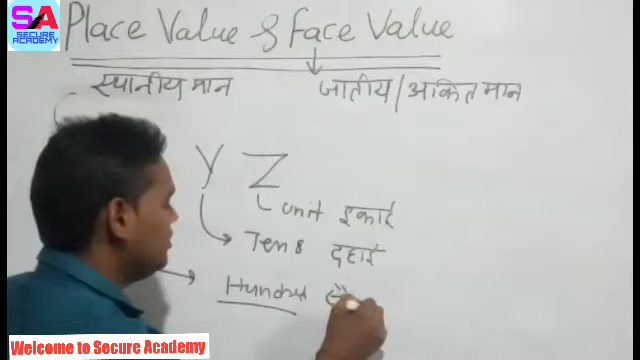 SA
SECURE
ACADEMY
Place Value & Face Value
स्थानीय मान जातीय/अंकित मान
Y Z
unit इकाई
Tens दहाई
Hundred
Welcome to Secure Academy